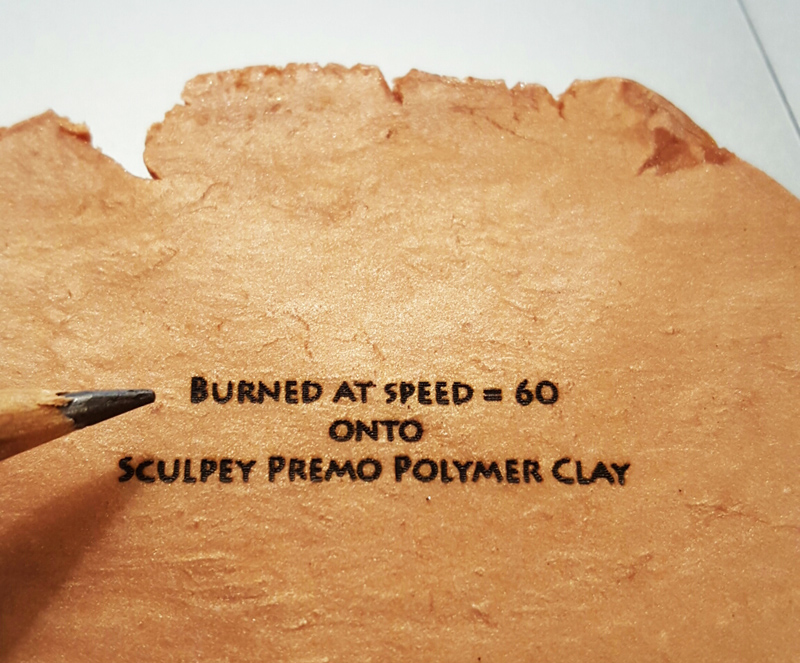 Burned at speed = 60
onto
Sculpey Premo Polymer Clay